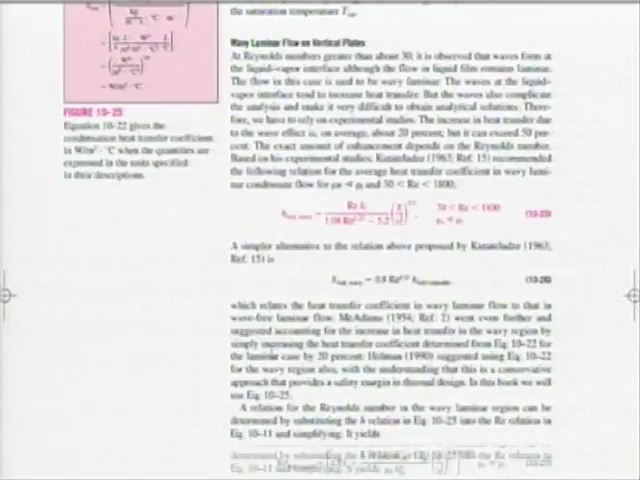 the saturation temperature T
FIGURE 10–25
Equation 10–22 gives the
condensation heat transfer coefficient
in W/m² · °C when the quantities are
expressed in the units specified
in their descriptions.
Wavy Laminar Flow on Vertical Plates
At Reynolds numbers greater than about 30, it is observed that waves form at
the liquid–vapor interface although the flow in liquid film remains laminar.
The flow in this case is said to be wavy laminar. The waves at the liquid–
vapor interface tend to increase heat transfer. But the waves also complicate
the analysis and make it very difficult to obtain analytical solutions. There-
fore, we have to rely on experimental studies. The increase in heat transfer due
to the wave effect is, on average, about 20 percent, but it can exceed 50 per-
cent. The exact amount of enhancement depends on the Reynolds number.
Based on his experimental studies, Kutateladze (1963, Ref. 15) recommended
the following relation for the average heat transfer coefficient in wavy lami-
nar condensate flow for ρv ≪ ρl and 30 < Re < 1800,
30 < Re < 1800
(10-25)
A simpler alternative to the relation above proposed by Kutateladze (1963,
Ref. 15) is
(10-26)
which relates the heat transfer coefficient in wavy laminar flow to that in
wave-free laminar flow. McAdams (1954, Ref. 2) went even further and
suggested accounting for the increase in heat transfer in the wavy region by
simply increasing the heat transfer coefficient determined from Eq. 10–22 for
the laminar case by 20 percent. Holman (1990) suggested using Eq. 10–22
for the wavy region also, with the understanding that this is a conservative
approach that provides a safety margin in thermal design. In this book we will
use Eq. 10–25.
A relation for the Reynolds number in the wavy laminar region can be
determined by substituting the h relation in Eq. 10–25 into the Re relation in
Eq. 10–11 and simplifying. It yields